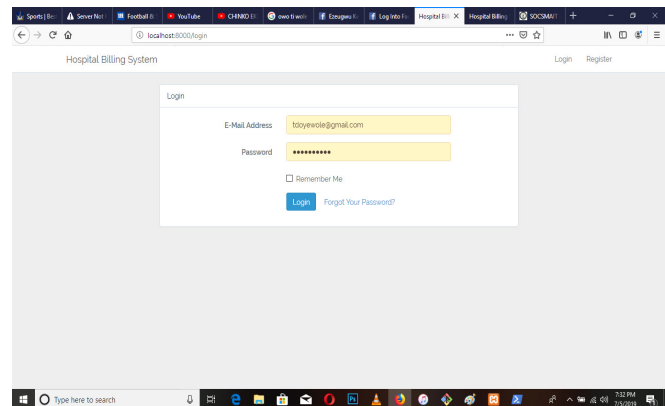 Sports | Bes
Server Not
Football
YouTube
CHINKO
owo ti wole
Ezeugwu
Log Into Fa
Hospital Bil
Hospital Billing
SOCSMAIT
localhost:8000/login
Hospital Billing System
Login
Register
Login
E-Mail Address
tdoyewole@gmail.com
Password
Remember Me
Login
Forgot Your Password?
Type here to search
7:32 PM
7/5/2019